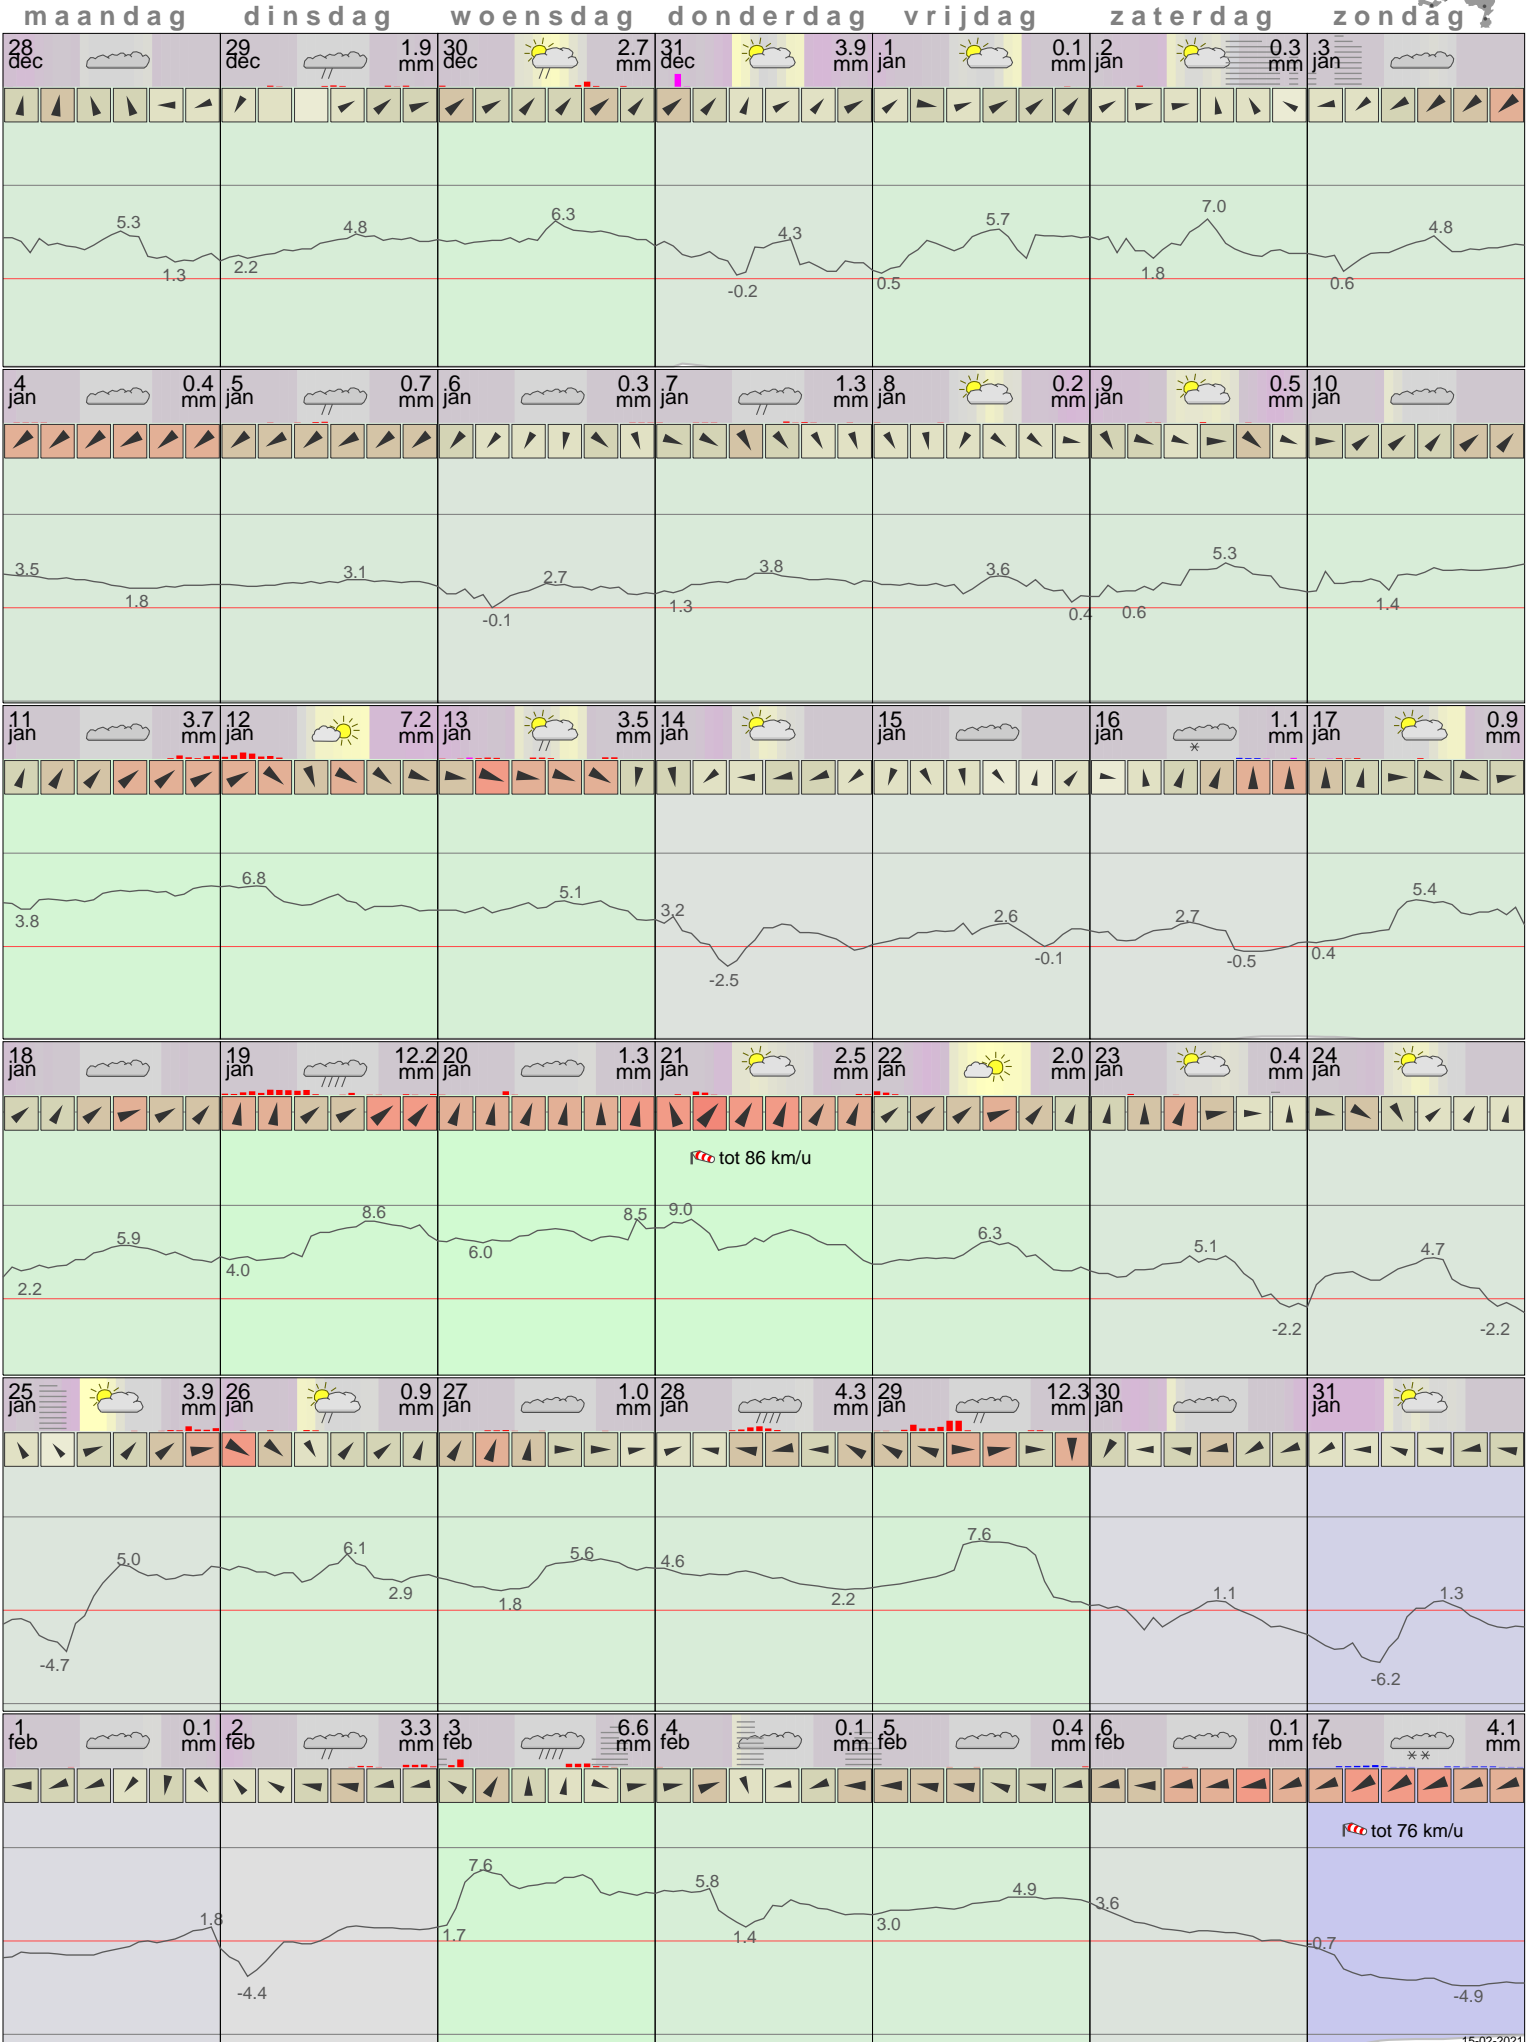 maandag dinsdag woensdag donderdag vrijdag zaterdag zondag
28 dec 29 dec 1.9 mm 30 dec 2.7 mm 31 dec 3.9 mm 1 jan 0.1 mm 2 jan 0.3 mm 3 jan
5.3 1.3 2.2 4.8 6.3 -0.2 4.3 0.5 5.7 1.8 7.0 0.6 4.8
4 jan 0.4 mm 5 jan 0.7 mm 6 jan 0.3 mm 7 jan 1.3 mm 8 jan 0.2 mm 9 jan 0.5 mm 10 jan
3.5 1.8 3.1 -0.1 2.7 1.3 3.8 3.6 0.4 0.6 5.3 1.4
11 jan 3.7 mm 12 jan 7.2 mm 13 jan 3.5 mm 14 jan 15 jan 16 jan 1.1 mm 17 jan 0.9 mm
3.8 6.8 5.1 3.2 -2.5 2.6 -0.1 2.7 -0.5 0.4 5.4
18 jan 19 jan 12.2 mm 20 jan 1.3 mm 21 jan 2.5 mm 22 jan 2.0 mm 23 jan 0.4 mm 24 jan
tot 86 km/u
2.2 5.9 4.0 8.6 6.0 8.5 9.0 6.3 5.1 -2.2 4.7 -2.2
25 jan 3.9 mm 26 jan 0.9 mm 27 jan 1.0 mm 28 jan 4.3 mm 29 jan 12.3 mm 30 jan 31 jan
-4.7 5.0 6.1 2.9 1.8 5.6 4.6 2.2 7.6 1.1 -6.2 1.3
1 feb 0.1 mm 2 feb 3.3 mm 3 feb 6.6 mm 4 feb 0.1 mm 5 feb 0.4 mm 6 feb 0.1 mm 7 feb 4.1 mm
tot 76 km/u
1.8 -4.4 1.7 7.6 5.8 1.4 3.0 4.9 3.6 -0.7 -4.9
15-02-2021